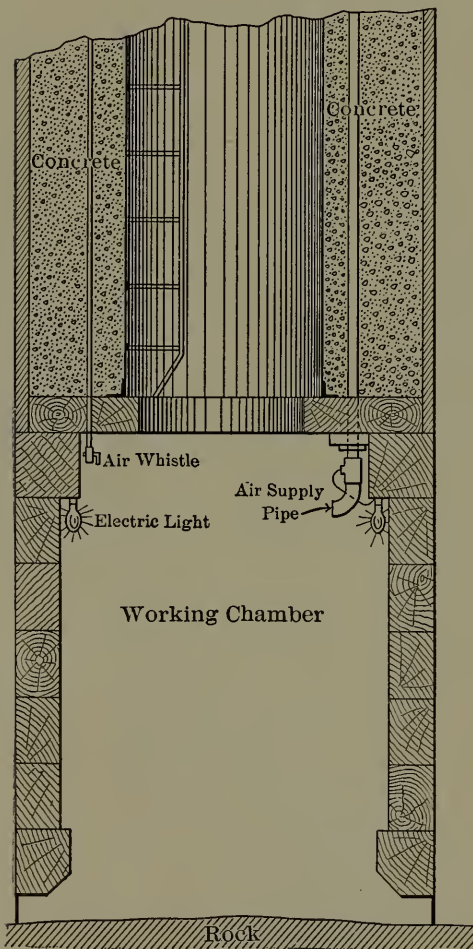 Concrete
Concrete
Air Whistle
Air Supply
Pipe
Electric Light
Working Chamber
Rock